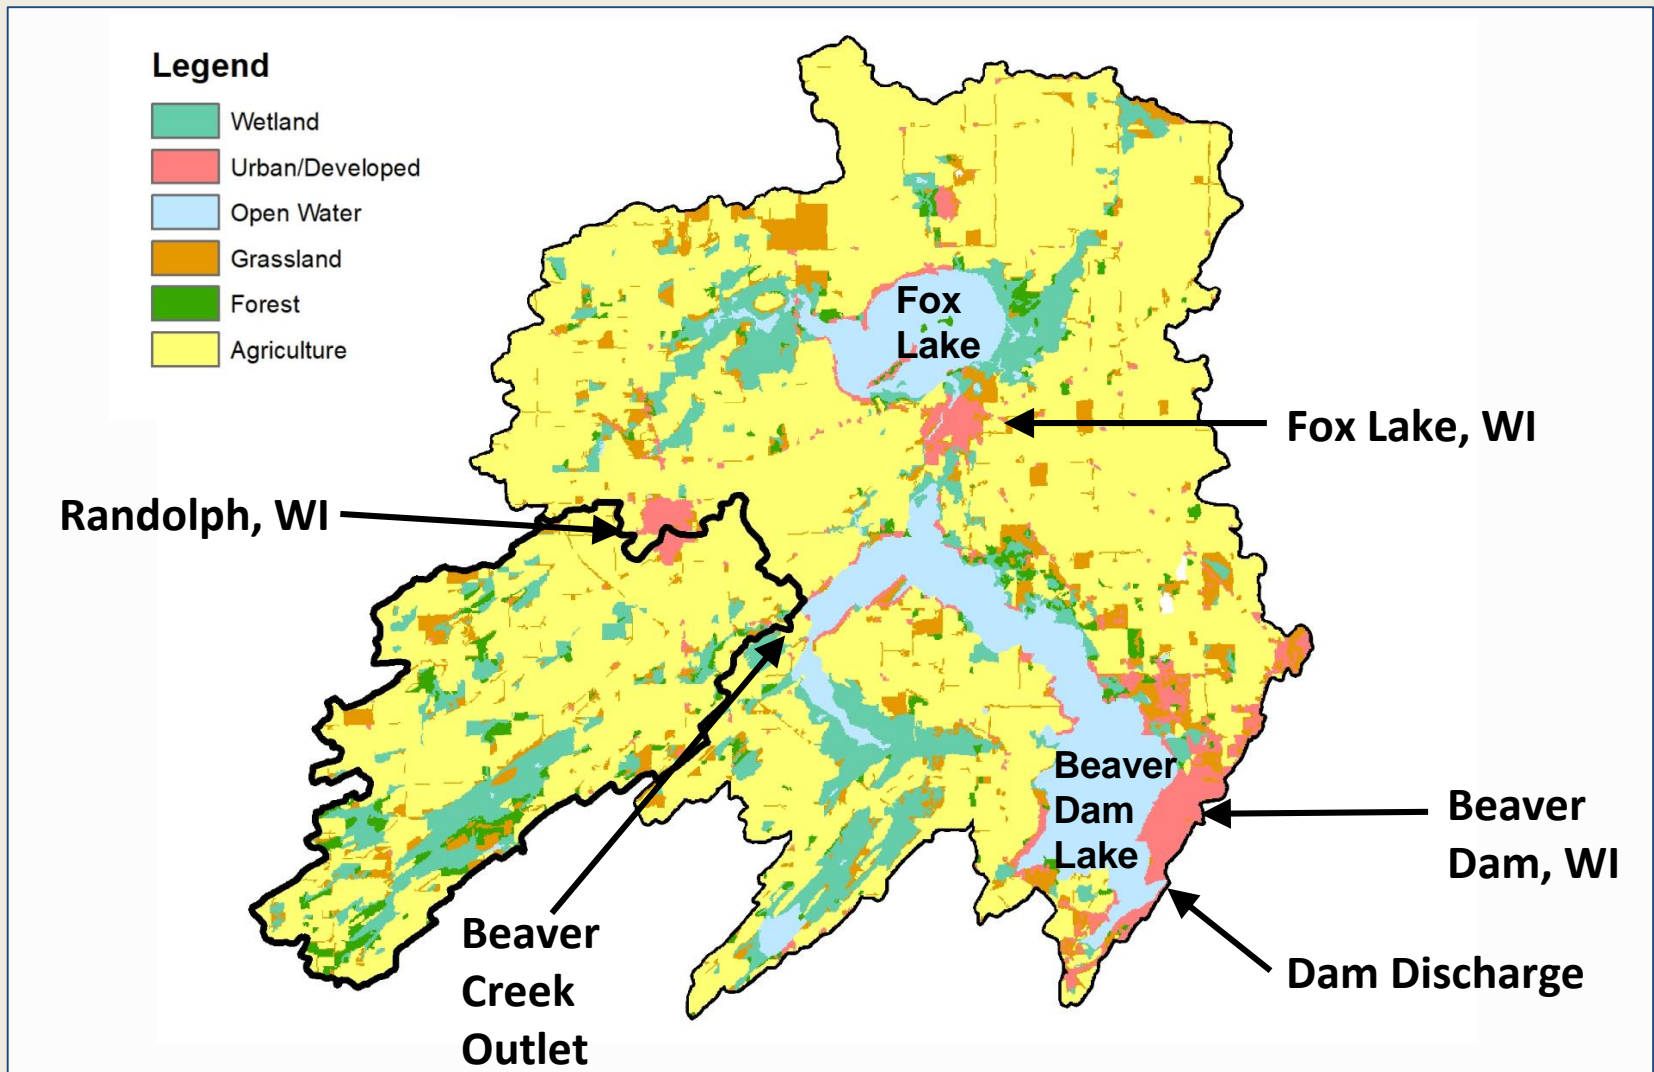 Legend
Wetland
Urban/Developed
Open Water
Grassland
Forest
Agriculture
Fox
Lake
Fox Lake, WI
Randolph, WI
Beaver
Dam
Lake
Beaver
Dam, WI
Beaver
Creek
Outlet
Dam Discharge